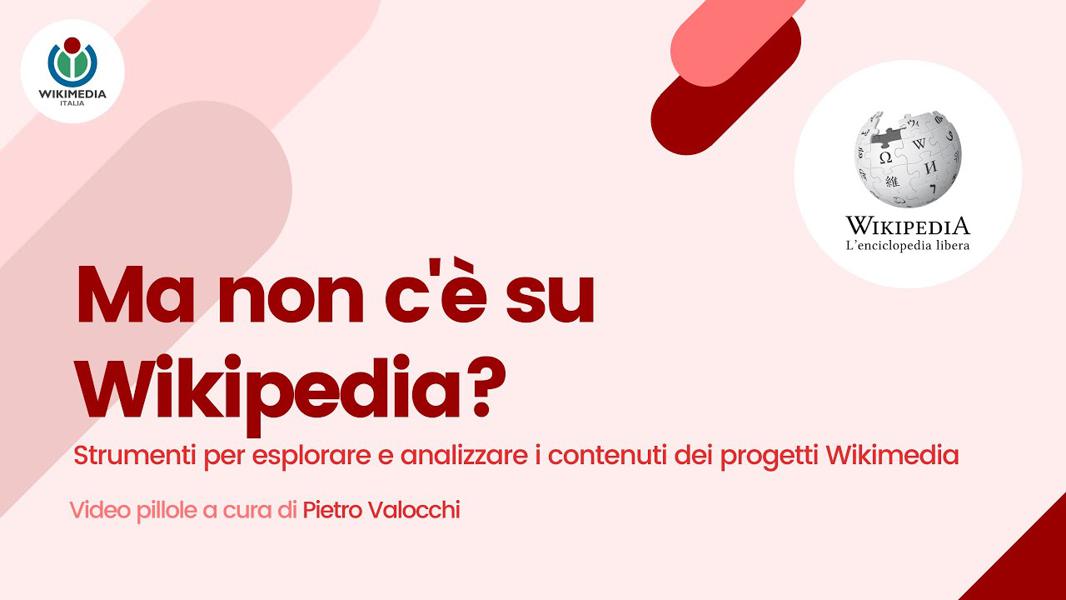 WIKIMEDIA
ITALIA
Ω
W
И
維
WIKIPEDIA
L'enciclopedia libera
Ma non c'è su
Wikipedia?
Strumenti per esplorare e analizzare i contenuti dei progetti Wikimedia
Video pillole a cura di Pietro Valocchi